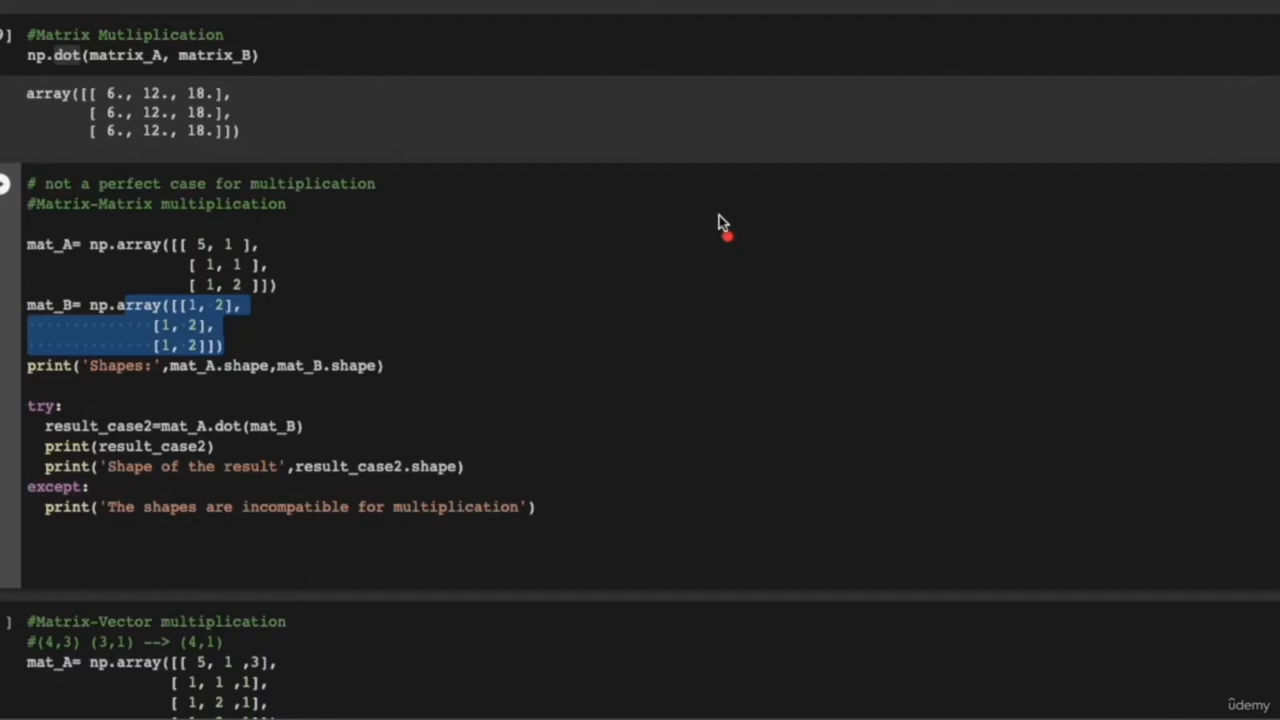 9] #Matrix Mutliplication
np.dot(matrix_A, matrix_B)
array([[ 6., 12., 18.],
[ 6., 12., 18.],
[ 6., 12., 18.]])
# not a perfect case for multiplication
#Matrix-Matrix multiplication
mat_A= np.array([[ 5, 1 ],
[ 1, 1 ],
[ 1, 2 ]])
mat_B= np.array([[1, 2],
[1, 2],
[1, 2]])
print('Shapes:',mat_A.shape,mat_B.shape)
try:
result_case2=mat_A.dot(mat_B)
print(result_case2)
print('Shape of the result',result_case2.shape)
except:
print('The shapes are incompatible for multiplication')
] #Matrix-Vector multiplication
#(4,3) (3,1) --> (4,1)
mat_A= np.array([[ 5, 1 ,3],
[ 1, 1 ,1],
[ 1, 2 ,1],
ûdemy